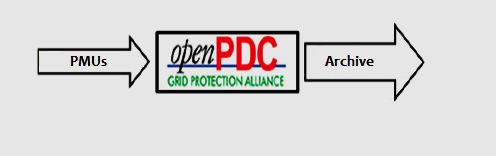 PMUs
openPDC
GRID PROTECTION ALLIANCE
Archive